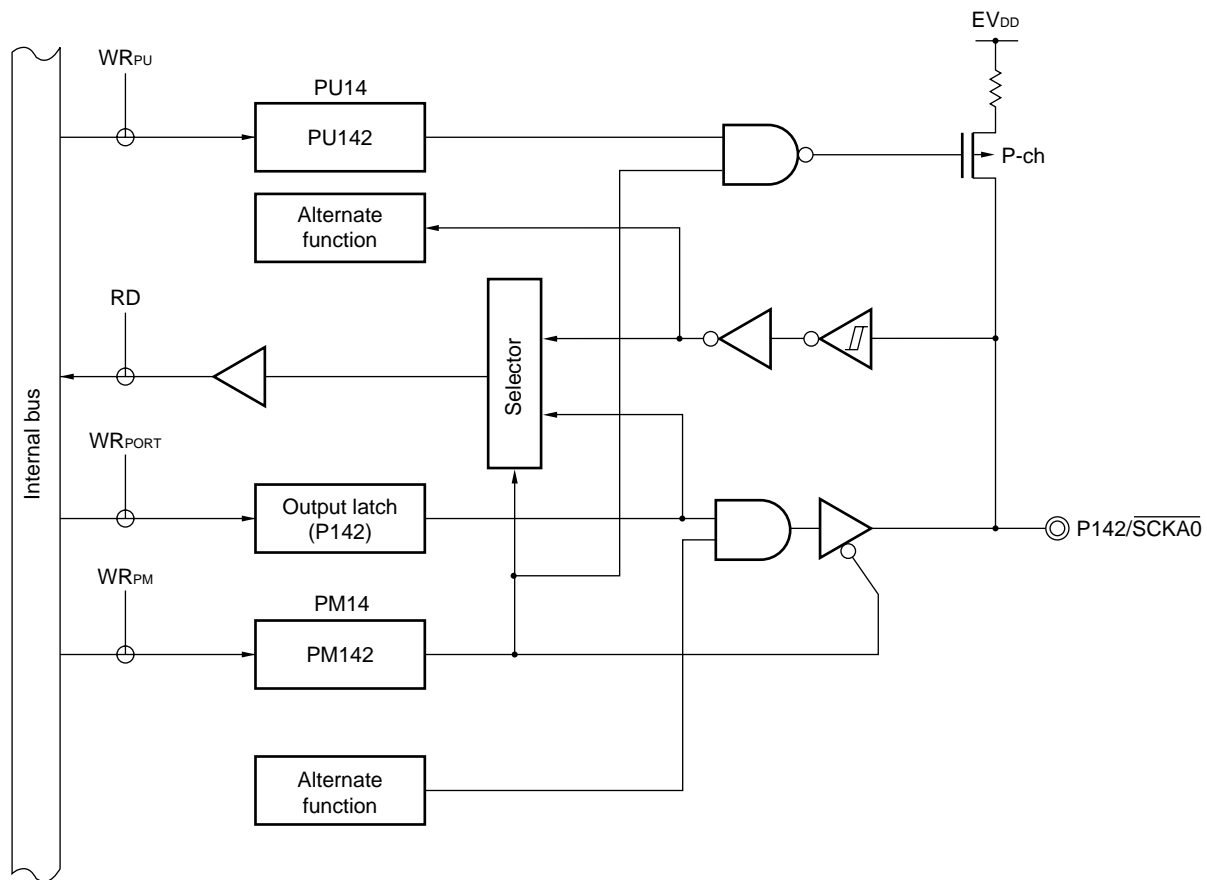 EVDD
WRPU
PU14
PU142
P-ch
Alternate
function
RD
Selector
Internal bus
WRPORT
Output latch
(P142)
P142/SCKA0
WRPM
PM14
PM142
Alternate
function